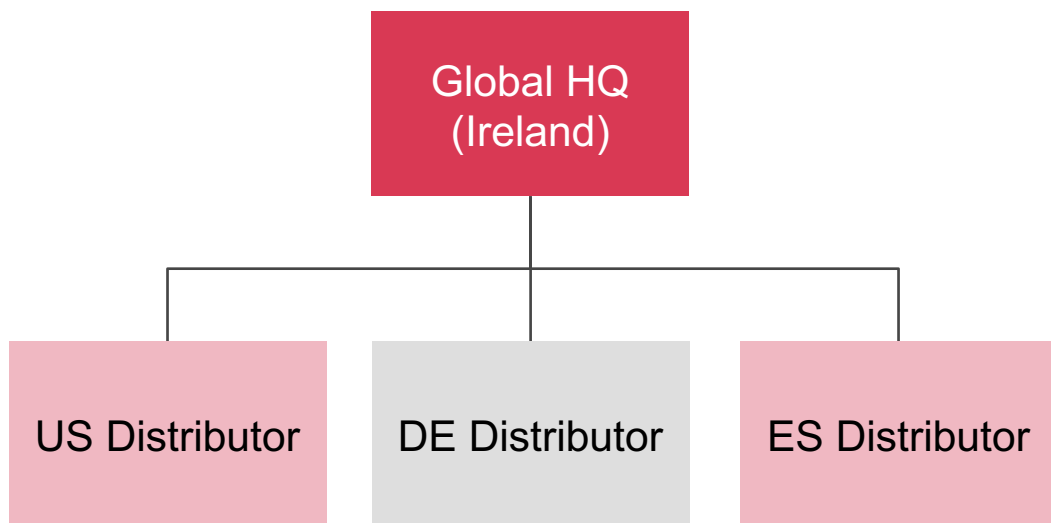 Global HQ
(Ireland)
US Distributor
DE Distributor
ES Distributor